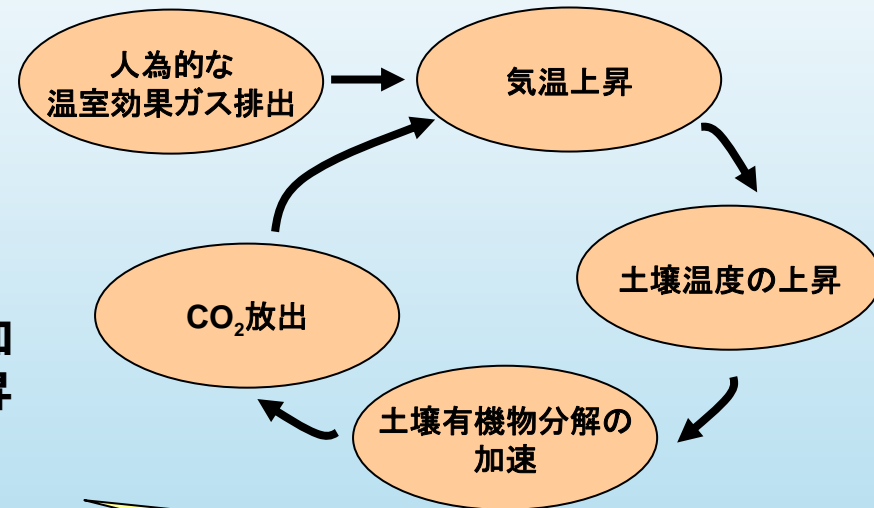 人為的な
温室効果ガス排出
気温上昇
土壌温度の上昇
CO₂放出
土壌有機物分解の
加速
昇